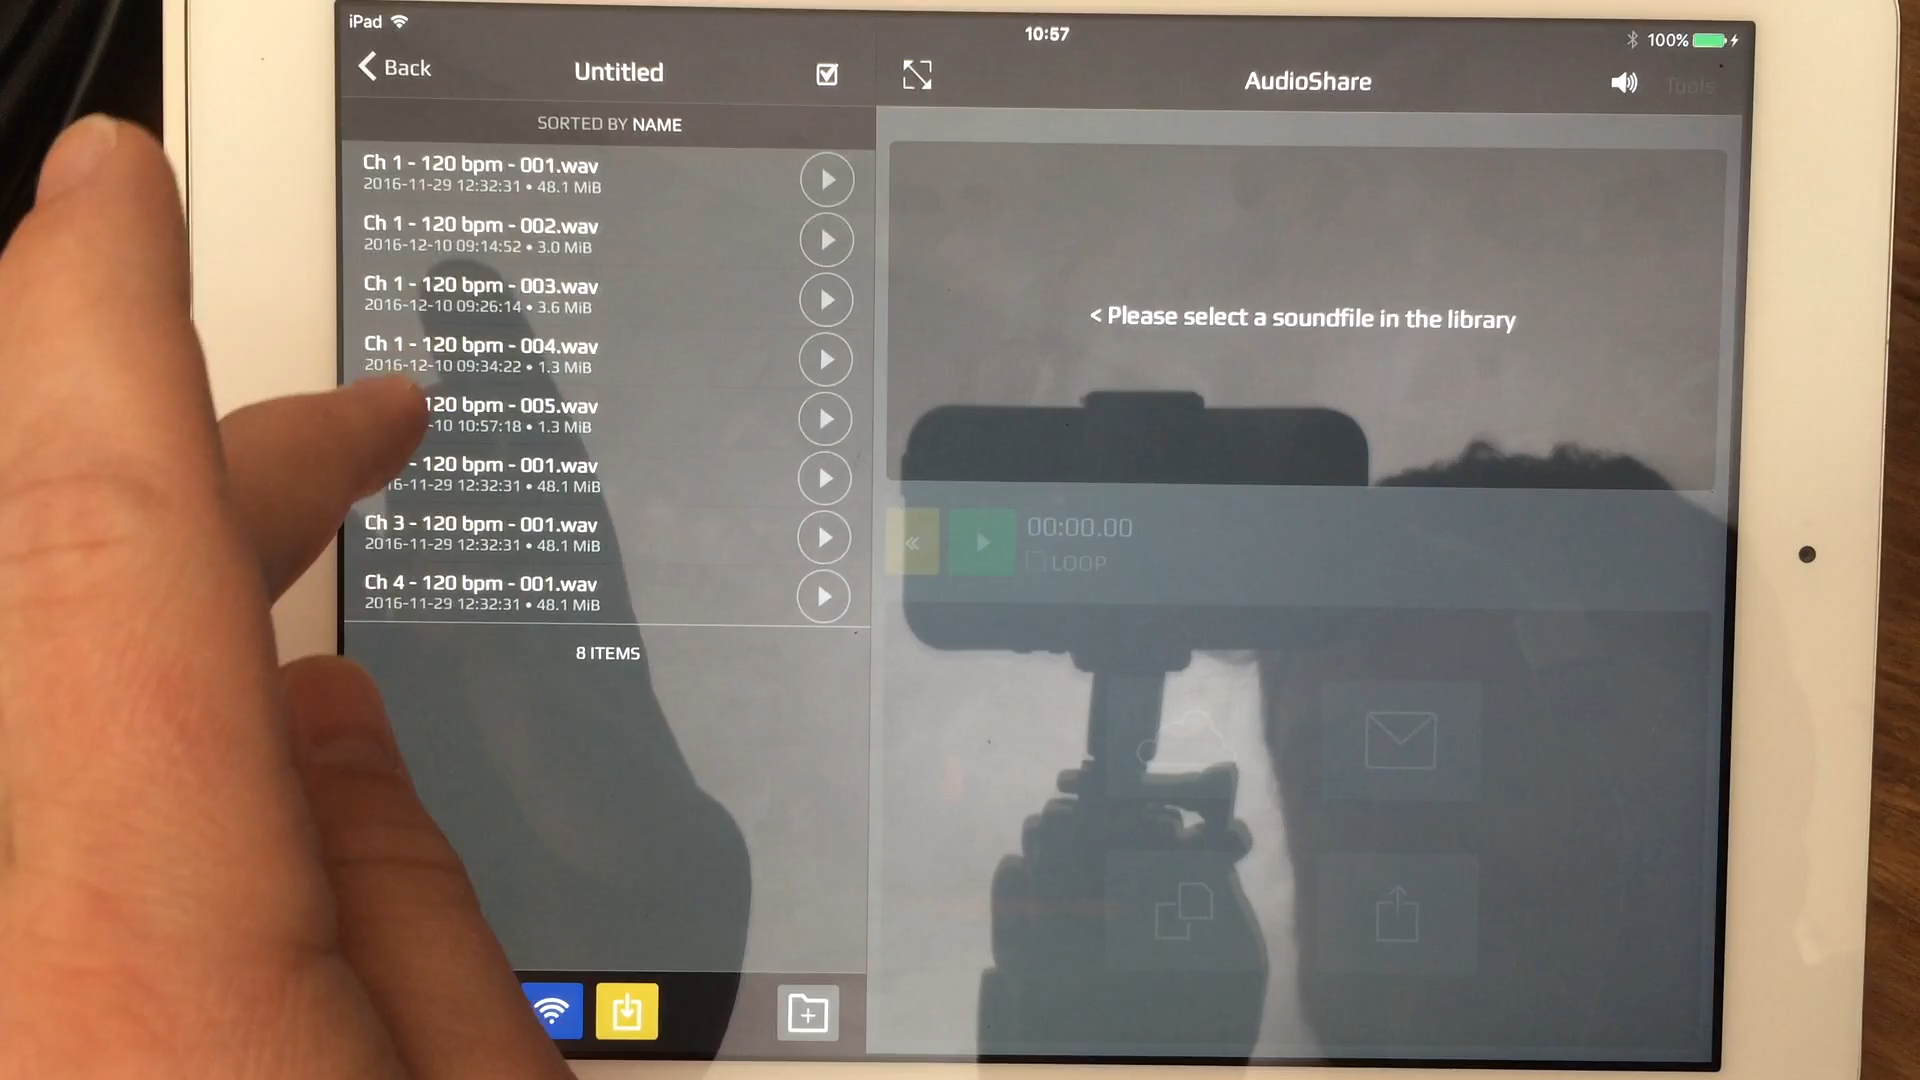 iPad
10:57
100%
Back
Untitled
AudioShare
Tools
SORTED BY NAME
Ch 1 - 120 bpm - 001.wav
2016-11-29 12:32:31 • 48.1 MiB
Ch 1 - 120 bpm - 002.wav
2016-12-10 09:14:52 • 3.0 MiB
Ch 1 - 120 bpm - 003.wav
2016-12-10 09:26:14 • 3.6 MiB
Ch 1 - 120 bpm - 004.wav
2016-12-10 09:34:22 • 1.3 MiB
120 bpm - 005.wav
-10 10:57:18 • 1.3 MiB
- 120 bpm - 001.wav
16-11-29 12:32:31 • 48.1 MiB
Ch 3 - 120 bpm - 001.wav
2016-11-29 12:32:31 • 48.1 MiB
Ch 4 - 120 bpm - 001.wav
2016-11-29 12:32:31 • 48.1 MiB
8 ITEMS
< Please select a soundfile in the library
00:00.00
LOOP